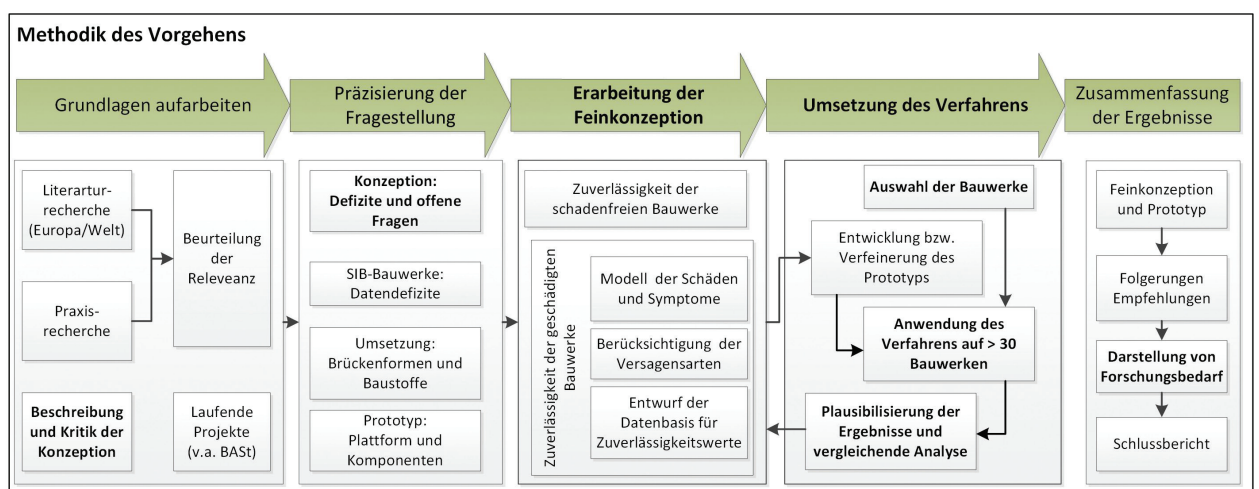 Methodik des Vorgehens
Grundlagen aufarbeiten
Präzisierung der
Fragestellung
Erarbeitung der
Feinkonzeption
Umsetzung des Verfahrens
Zusammenfassung
der Ergebnisse
Literartur-
recherche
(Europa/Welt)
Praxis-
recherche
Beurteilung
der
Releveanz
Beschreibung
und Kritik der
Konzeption
Laufende
Projekte
(v.a. BASt)
Konzeption:
Defizite und offene
Fragen
SIB-Bauwerke:
Datendefizite
Umsetzung:
Brückenformen und
Baustoffe
Prototyp:
Plattform und
Komponenten
Zuverlässigkeit der
schadenfreien Bauwerke
Zuverlässigkeit der geschädigten
Bauwerke
Modell der Schäden
und Symptome
Berücksichtigung der
Versagensarten
Entwurf der
Datenbasis für
Zuverlässigkeitswerte
Auswahl der Bauwerke
Entwicklung bzw.
Verfeinerung des
Prototyps
Anwendung des
Verfahrens auf > 30
Bauwerken
Plausibilisierung der
Ergebnisse und
vergleichende Analyse
Feinkonzeption
und Prototyp
Folgerungen
Empfehlungen
Darstellung von
Forschungsbedarf
Schlussbericht